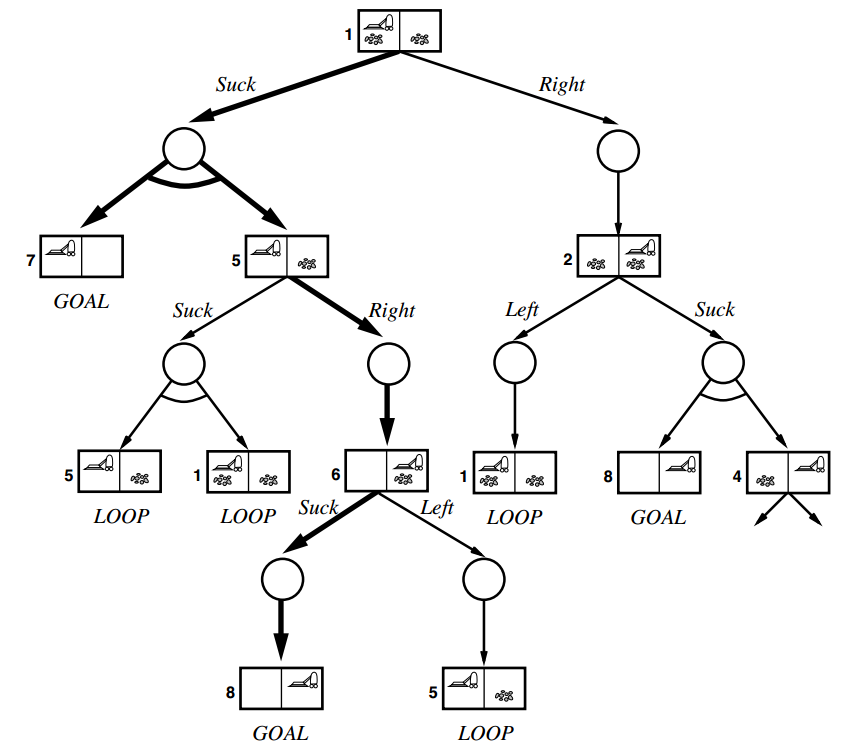 1
Suck Right
7 5 2
GOAL
Suck Right Left Suck
5 1 6 1 8 4
LOOP LOOP LOOP GOAL
Suck Left
8 5
GOAL LOOP